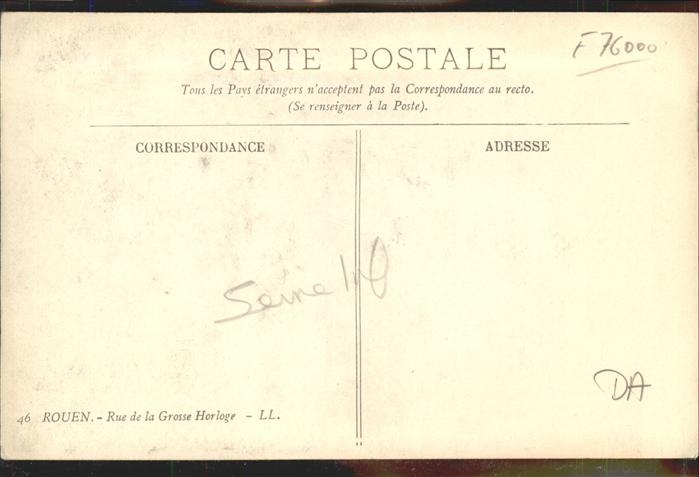 F 76000
CARTE POSTALE
Tous les Pays étrangers n'acceptent pas la Correspondance au recto.
(Se renseigner à la Poste).
CORRESPONDANCE
ADRESSE
Seine Inf
DA
46 ROUEN. - Rue de la Grosse Horloge - LL.